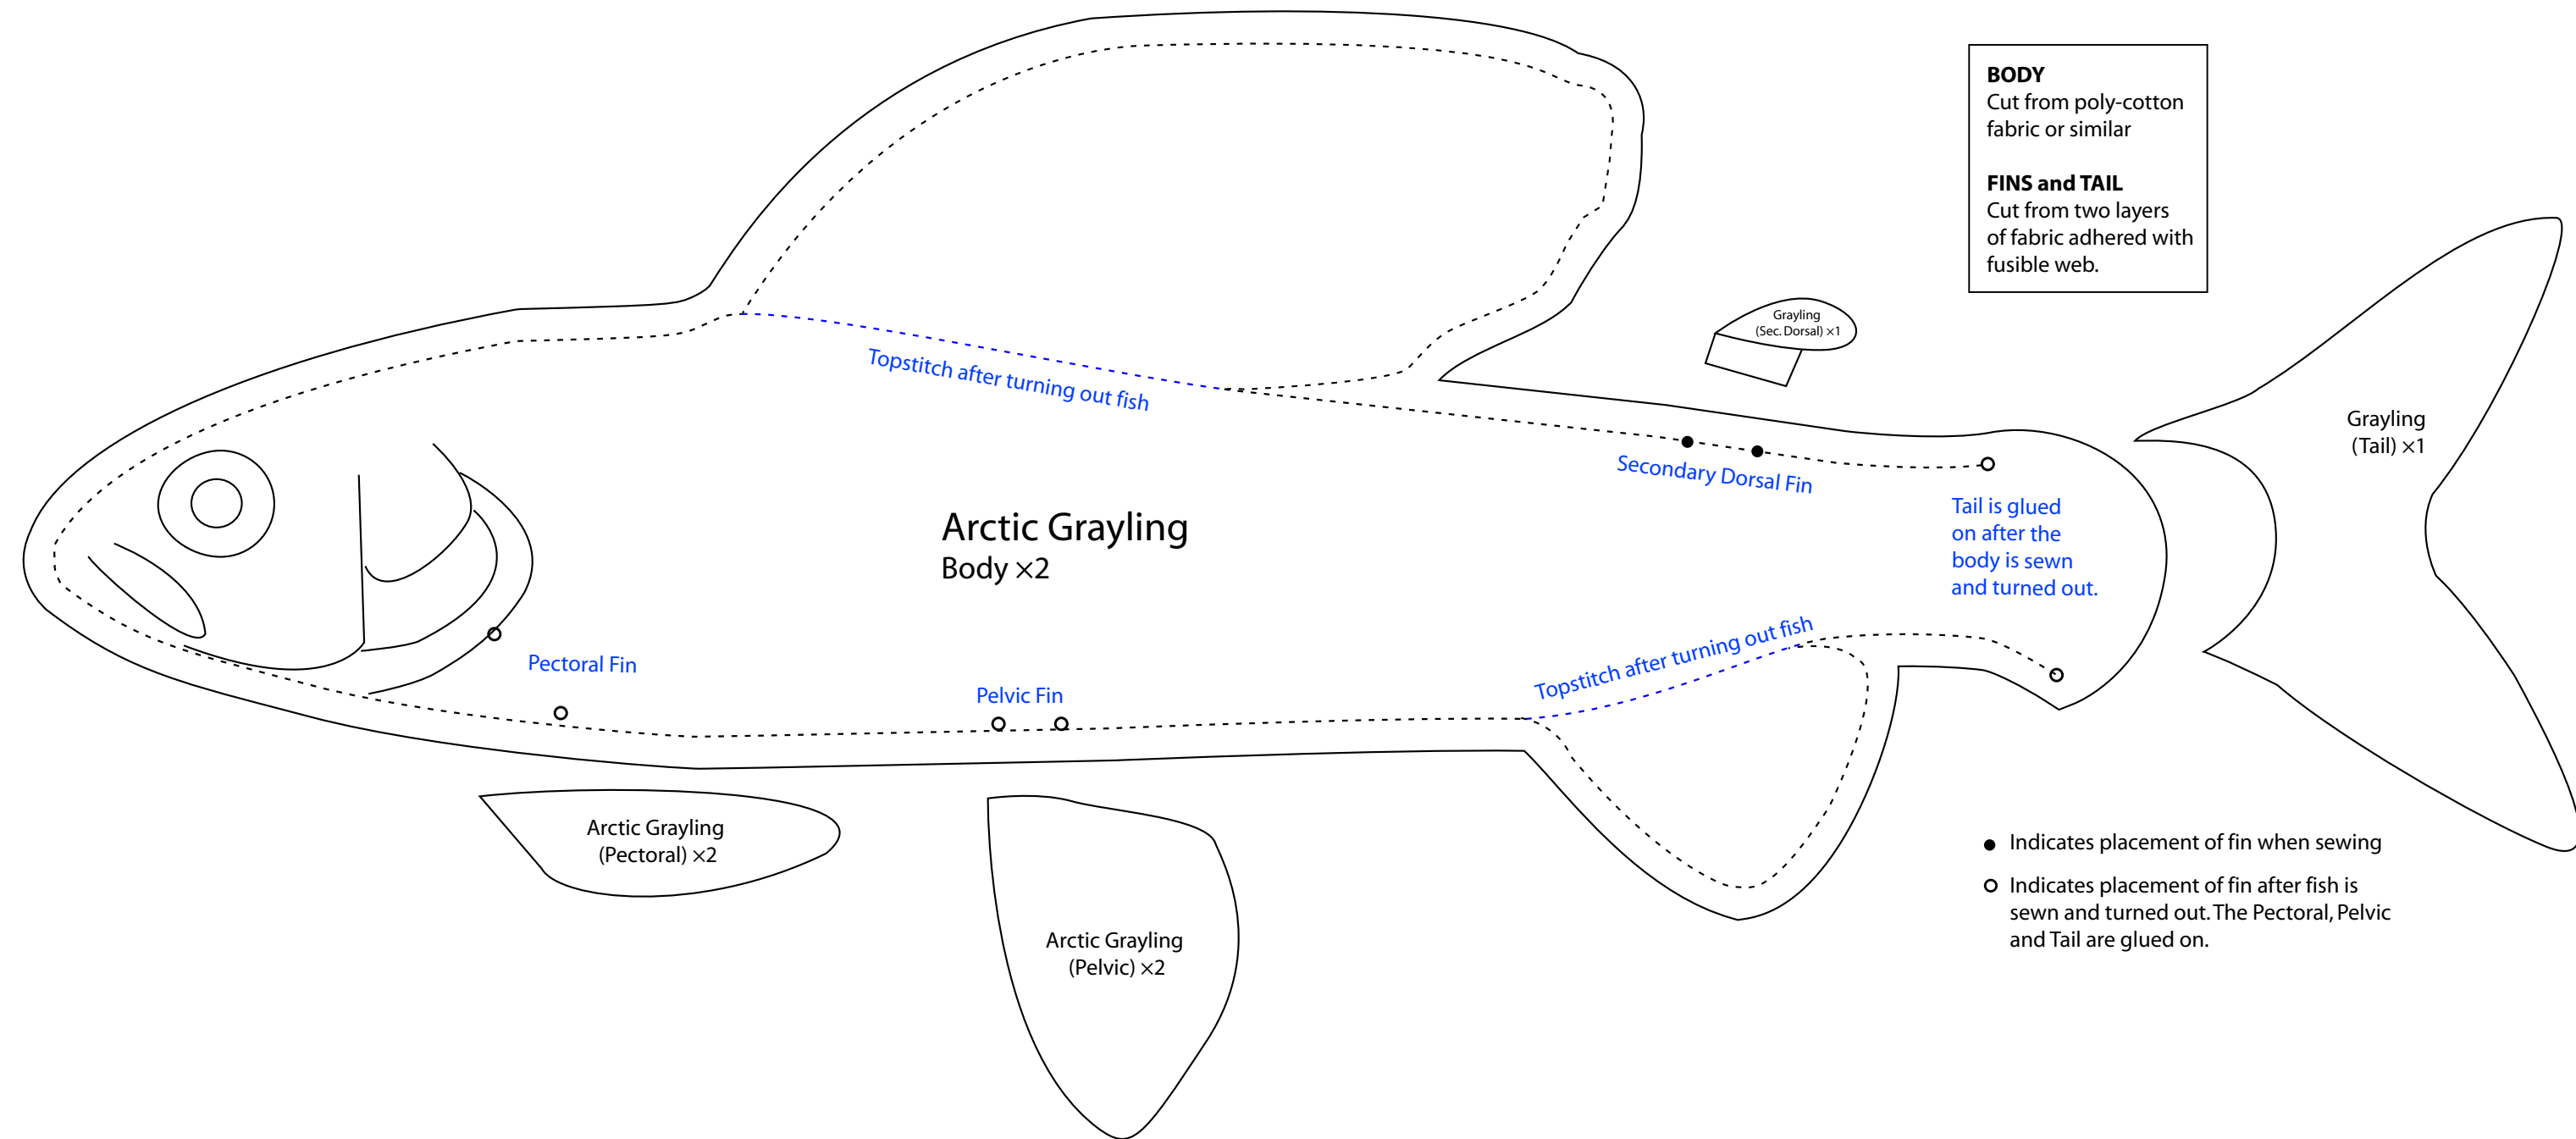 BODY
Cut from poly-cotton
fabric or similar
FINS and TAIL
Cut from two layers
of fabric adhered with
fusible web.
Grayling
(Sec. Dorsal) ×1
Topstitch after turning out fish
Grayling
(Tail) ×1
Secondary Dorsal Fin
Arctic Grayling
Body ×2
Tail is glued
on after the
body is sewn
and turned out.
Topstitch after turning out fish
Pectoral Fin
Pelvic Fin
Arctic Grayling
(Pectoral) ×2
Arctic Grayling
(Pelvic) ×2
Indicates placement of fin when sewing
Indicates placement of fin after fish is
sewn and turned out. The Pectoral, Pelvic
and Tail are glued on.